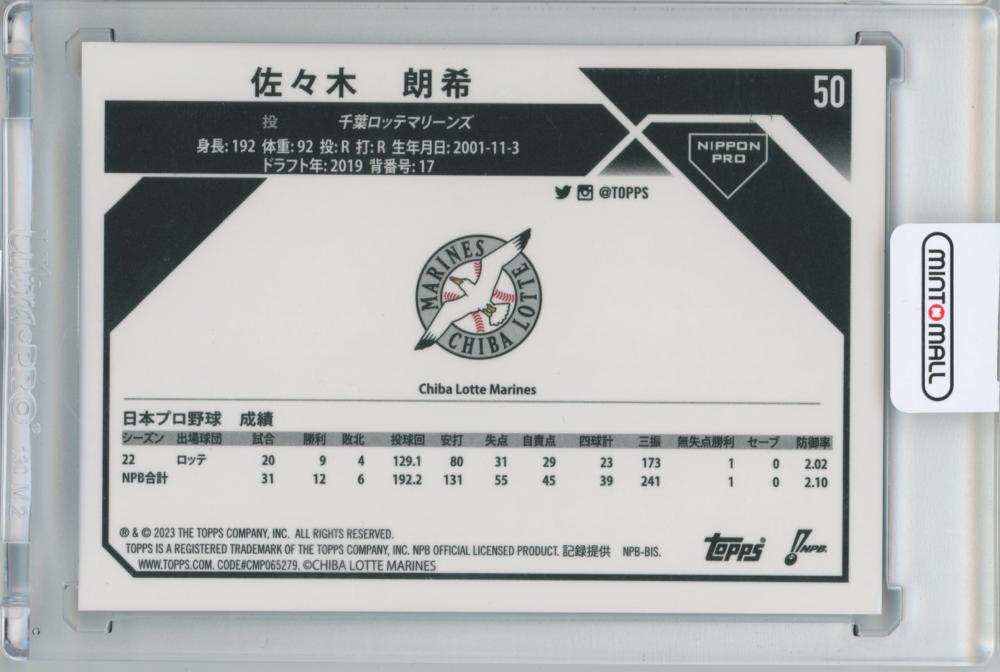 佐々木 朗希
50
投 千葉ロッテマリーンズ
身長: 192 体重: 92 投: R 打: R 生年月日: 2001-11-3
ドラフト年: 2019 背番号: 17
NIPPON
PRO
@TOPPS
MARINES
CHIBA LOTTE
Chiba Lotte Marines
日本プロ野球 成績
シーズン 出場球団 試合 勝利 敗北 投球回 安打 失点 自責点 四球計 三振 無失点勝利 セーブ 防御率
22 ロッテ 20 9 4 129.1 80 31 29 23 173 1 0 2.02
NPB合計 31 12 6 192.2 131 55 45 39 241 1 0 2.10
® & © 2023 THE TOPPS COMPANY, INC. ALL RIGHTS RESERVED.
TOPPS IS A REGISTERED TRADEMARK OF THE TOPPS COMPANY, INC. NPB OFFICIAL LICENSED PRODUCT. 記録提供 NPB-BIS.
WWW.TOPPS.COM. CODE#CMP065279. ©CHIBA LOTTE MARINES
Topps
NPB
MINT MALL